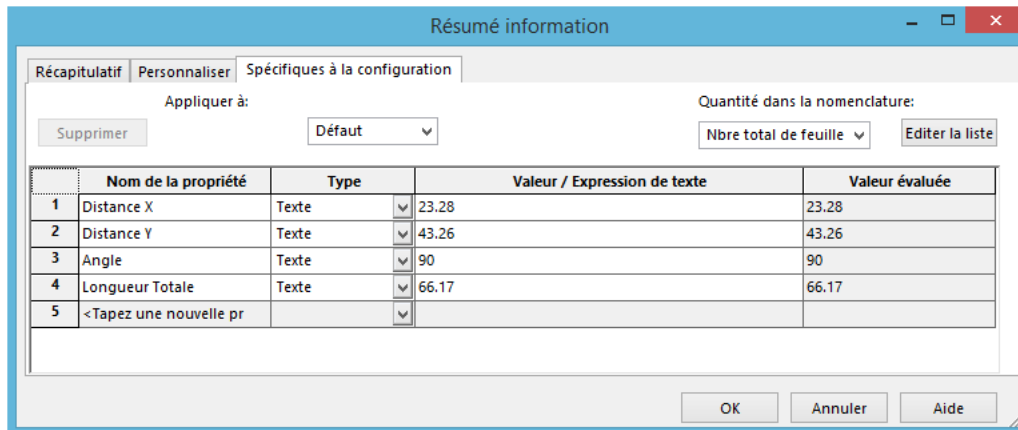 Résumé information
Récapitulatif Personnaliser Spécifiques à la configuration
Appliquer à: Quantité dans la nomenclature:
Supprimer Défaut Nbre total de feuille Editer la liste
Nom de la propriété Type Valeur / Expression de texte Valeur évaluée
1 Distance X Texte 23.28 23.28
2 Distance Y Texte 43.26 43.26
3 Angle Texte 90 90
4 Longueur Totale Texte 66.17 66.17
5 <Tapez une nouvelle pr
OK Annuler Aide